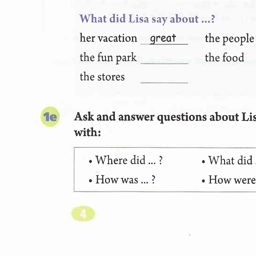 What did Lisa say about ...?
her vacation great the people
the fun park the food
the stores
1e Ask and answer questions about Lis
with:
• Where did ... ? • What did
• How was ... ? • How were
4